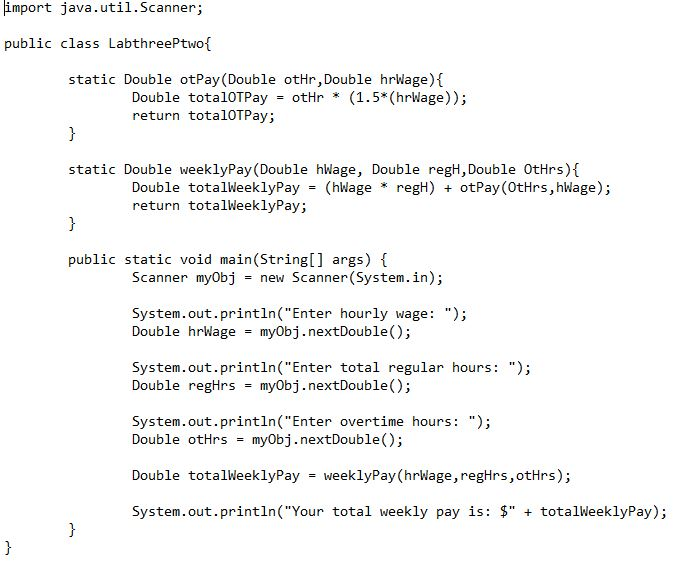 import java.util.Scanner;

public class LabthreePtwo{

        static Double otPay(Double otHr,Double hrWage){
                Double totalOTPay = otHr * (1.5*(hrWage));
                return totalOTPay;
        }

        static Double weeklyPay(Double hWage, Double regH,Double OtHrs){
                Double totalWeeklyPay = (hWage * regH) + otPay(OtHrs,hWage);
                return totalWeeklyPay;
        }

        public static void main(String[] args) {
                Scanner myObj = new Scanner(System.in);

                System.out.println("Enter hourly wage: ");
                Double hrWage = myObj.nextDouble();

                System.out.println("Enter total regular hours: ");
                Double regHrs = myObj.nextDouble();

                System.out.println("Enter overtime hours: ");
                Double otHrs = myObj.nextDouble();

                Double totalWeeklyPay = weeklyPay(hrWage,regHrs,otHrs);

                System.out.println("Your total weekly pay is: $" + totalWeeklyPay);
        }
}